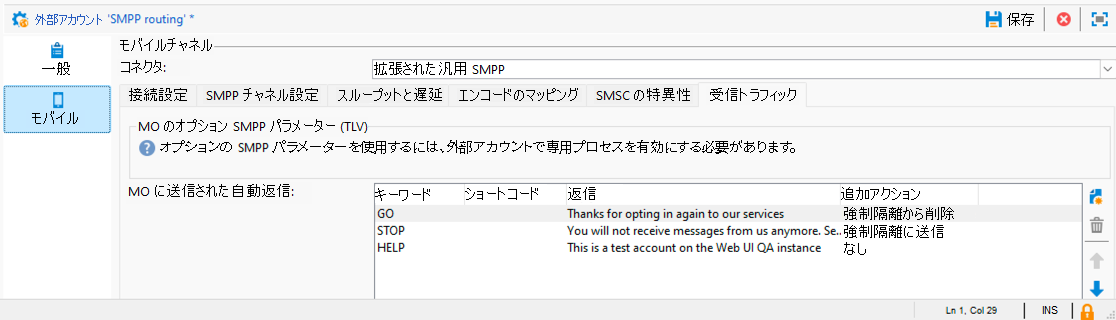 外部アカウント 'SMPP routing' *
保存
一般
モバイル
モバイルチャネル
コネクタ:
拡張された汎用 SMPP
接続設定 SMPP チャネル設定 スループットと遅延 エンコードのマッピング SMSC の特異性 受信トラフィック
MO のオプション SMPP パラメーター (TLV)
オプションの SMPP パラメーターを使用するには、外部アカウントで専用プロセスを有効にする必要があります。
MO に送信された自動返信:
キーワード ショートコード 返信 追加アクション
GO Thanks for opting in again to our services 強制隔離から削除
STOP You will not receive messages from us anymore. Se... 強制隔離に送信
HELP This is a test account on the Web UI QA instance なし
Ln 1, Col 29 INS